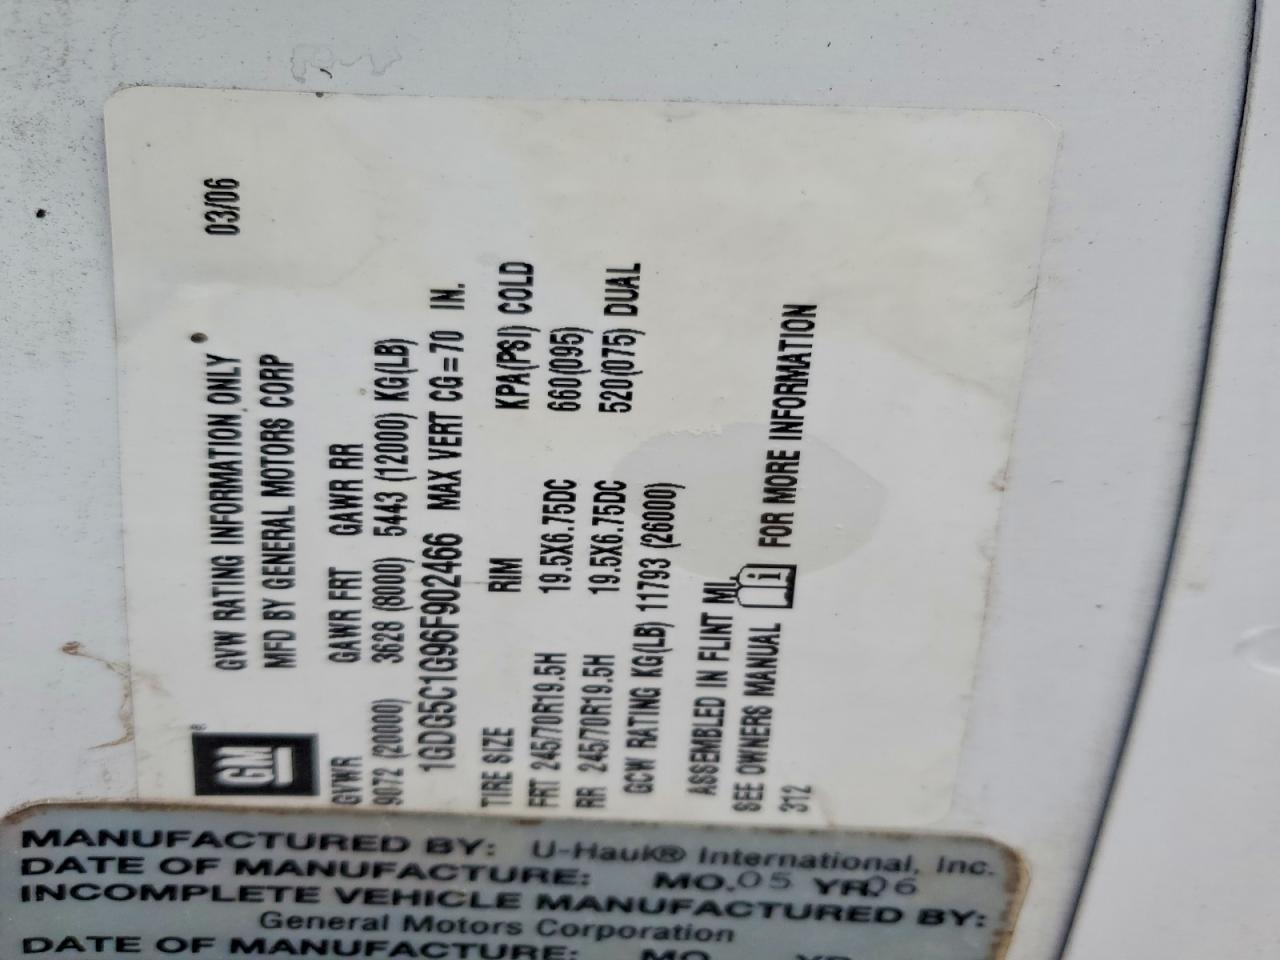 GM®
GVW RATING INFORMATION ONLY 03/06
MFD BY GENERAL MOTORS CORP
GVWR GAWR FRT GAWR RR
9072 (20000) 3628 (8000) 5443 (12000) KG(LB)
1GDG5C1G96F902466 MAX VERT CG=70 IN.
TIRE SIZE RIM KPA(PSI) COLD
FRT 245/70R19.5H 19.5X6.75DC 660(095)
RR 245/70R19.5H 19.5X6.75DC 520(075) DUAL
GCW RATING KG(LB) 11793 (26000)
ASSEMBLED IN FLINT MI.
SEE OWNERS MANUAL i FOR MORE INFORMATION
312
MANUFACTURED BY: U-Haul® International, Inc.
DATE OF MANUFACTURE: MO.05 YR.06
INCOMPLETE VEHICLE MANUFACTURED BY:
General Motors Corporation
DATE OF MANUFACTURE: MO. YR.